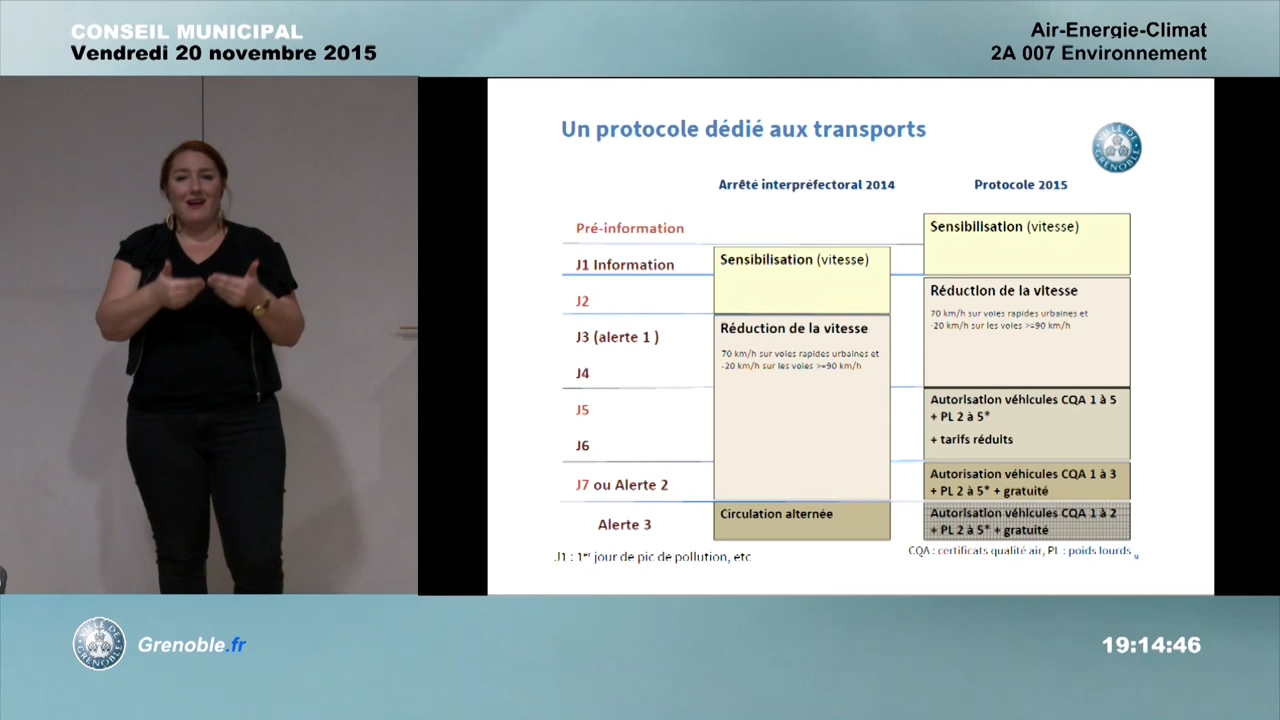 CONSEIL MUNICIPAL
Vendredi 20 novembre 2015
Air-Energie-Climat
2A 007 Environnement
Un protocole dédié aux transports
VILLE DE
GRENOBLE
Arrêté interpréfectoral 2014
Protocole 2015
Pré-information
Sensibilisation (vitesse)
J1 Information
Sensibilisation (vitesse)
J2
Réduction de la vitesse
70 km/h sur voies rapides urbaines et
-20 km/h sur les voies >=90 km/h
J3 (alerte 1 )
Réduction de la vitesse
70 km/h sur voies rapides urbaines et
-20 km/h sur les voies >=90 km/h
J4
J5
Autorisation véhicules CQA 1 à 5
+ PL 2 à 5*
+ tarifs réduits
J6
J7 ou Alerte 2
Autorisation véhicules CQA 1 à 3
+ PL 2 à 5* + gratuité
Alerte 3
Circulation alternée
Autorisation véhicules CQA 1 à 2
+ PL 2 à 5* + gratuité
J1 : 1er jour de pic de pollution, etc
CQA : certificats qualité air, PL : poids lourds
VILLE DE
GRENOBLE
Grenoble.fr
19:14:46